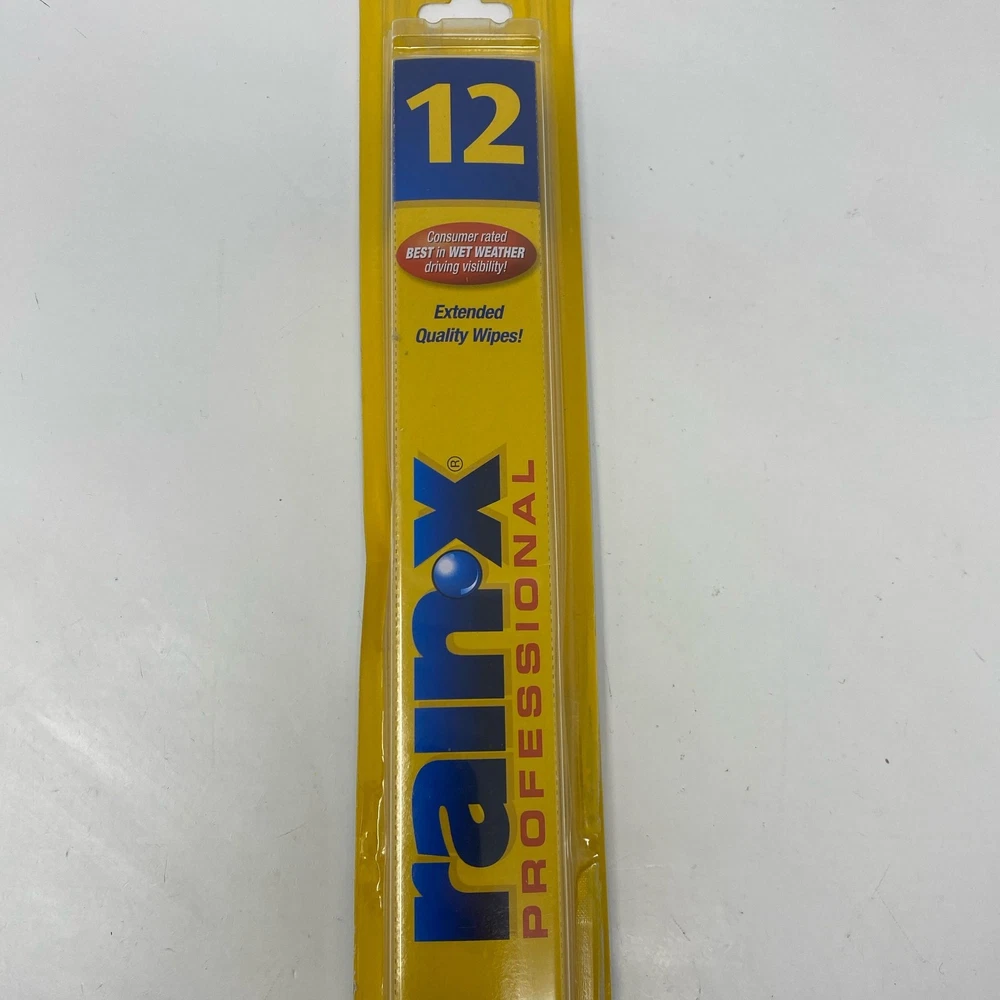 12
Consumer rated
BEST in WET WEATHER
driving visibility!
Extended
Quality Wipes!
rain·x®
PROFESSIONAL